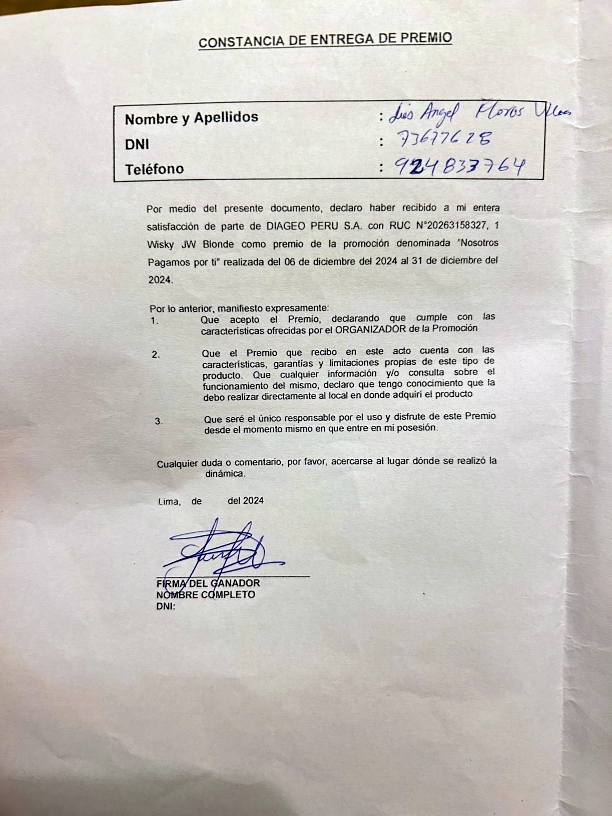 CONSTANCIA DE ENTREGA DE PREMIO
Nombre y Apellidos : Luis Angel Flores
DNI : 73677628
Teléfono : 924833764
Por medio del presente documento, declaro haber recibido a mi entera
satisfacción de parte de DIAGEO PERU S.A. con RUC N°20263158327, 1
Wisky JW Blonde como premio de la promoción denominada "Nosotros
Pagamos por ti" realizada del 06 de diciembre del 2024 al 31 de diciembre del
2024.
Por lo anterior, manifiesto expresamente:
1. Que acepto el Premio, declarando que cumple con las
características ofrecidas por el ORGANIZADOR de la Promoción
2. Que el Premio que recibo en este acto cuenta con las
características, garantías y limitaciones propias de este tipo de
producto. Que cualquier información y/o consulta sobre el
funcionamiento del mismo, declaro que tengo conocimiento que la
debo realizar directamente al local en donde adquirí el producto
3. Que seré el único responsable por el uso y disfrute de este Premio
desde el momento mismo en que entre en mi posesión.
Cualquier duda o comentario, por favor, acercarse al lugar dónde se realizó la
dinámica.
Lima, de del 2024
FIRMA DEL GANADOR
NOMBRE COMPLETO
DNI: